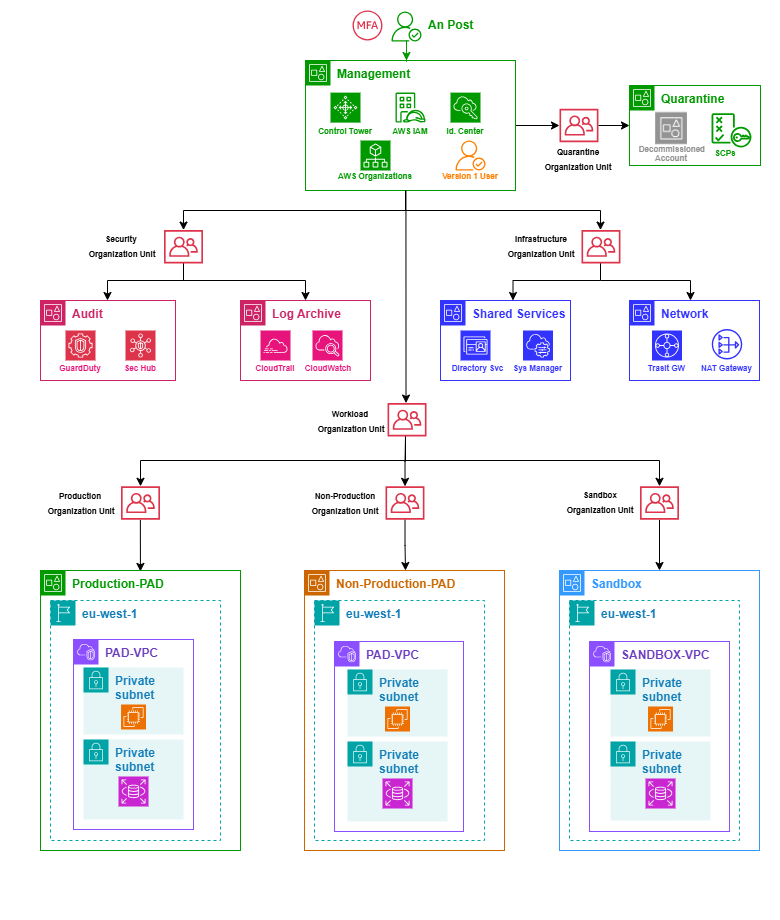 MFA
An Post
Management
Control Tower
AWS IAM
Id. Center
AWS Organizations
Version 1 User
Quarantine
Organization Unit
Quarantine
Decommissioned
Account
SCPs
Security
Organization Unit
Infrastructure
Organization Unit
Audit
GuardDuty
Sec Hub
Log Archive
CloudTrail
CloudWatch
Shared Services
Directory Svc
Sys Manager
Network
Trasit GW
NAT Gateway
Workload
Organization Unit
Production
Organization Unit
Non-Production
Organization Unit
Sandbox
Organization Unit
Production-PAD
eu-west-1
PAD-VPC
Private
subnet
Private
subnet
Non-Production-PAD
eu-west-1
PAD-VPC
Private
subnet
Private
subnet
Sandbox
eu-west-1
SANDBOX-VPC
Private
subnet
Private
subnet